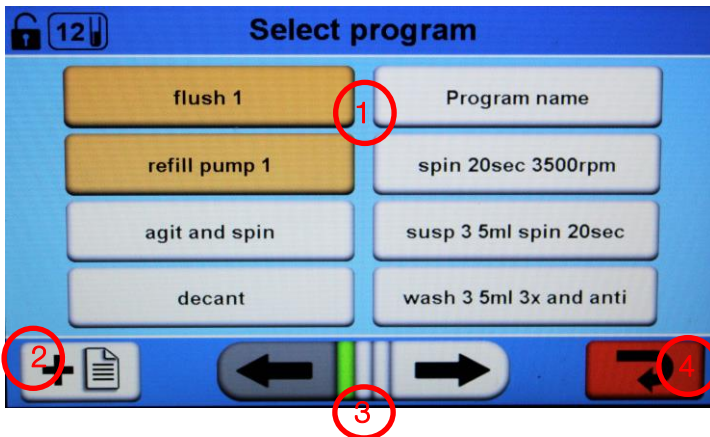 12
Select program
flush 1
Program name
1
refill pump 1
spin 20sec 3500rpm
agit and spin
susp 3 5ml spin 20sec
decant
wash 3 5ml 3x and anti
2
4
3